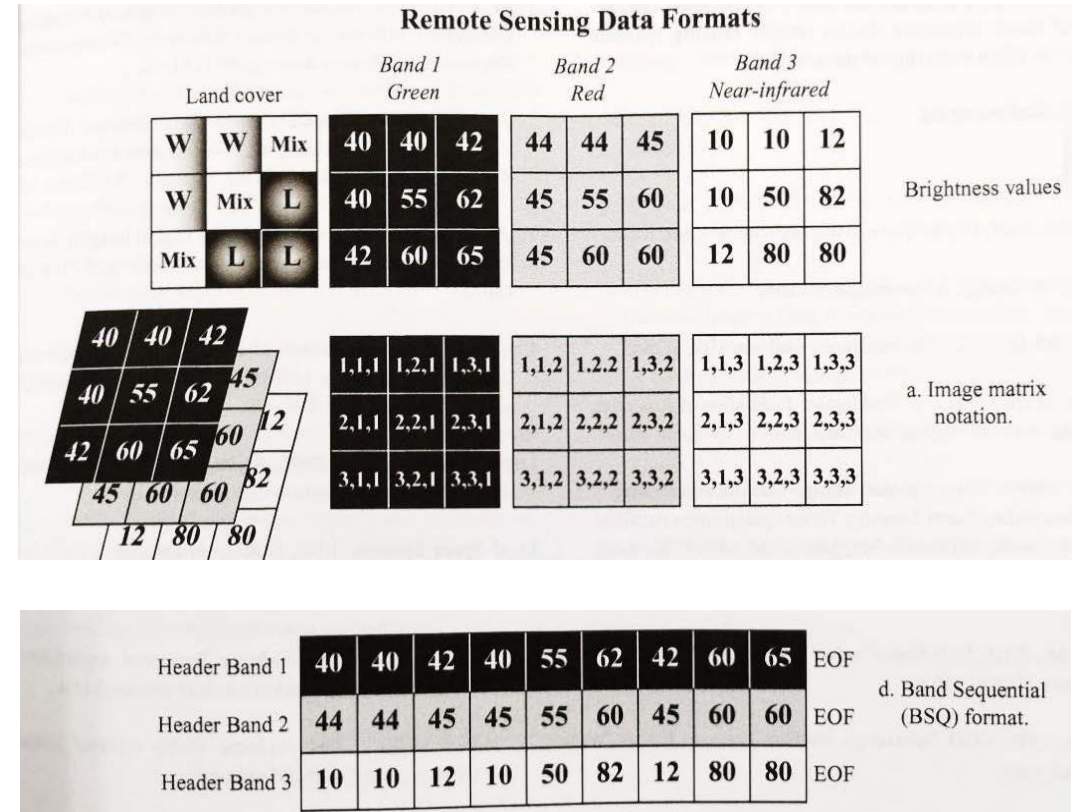 Remote Sensing Data Formats
Band 1 Band 2 Band 3
Land cover Green Red Near-infrared
W W Mix 40 40 42 44 44 45 10 10 12
W Mix L 40 55 62 45 55 60 10 50 82 Brightness values
Mix L L 42 60 65 45 60 60 12 80 80
40 40 42
40 55 62 45
42 60 65 60 12
45 60 60 82
12 80 80
1,1,1 1,2,1 1,3,1 1,1,2 1.2.2 1,3,2 1,1,3 1,2,3 1,3,3
2,1,1 2,2,1 2,3,1 2,1,2 2,2,2 2,3,2 2,1,3 2,2,3 2,3,3
3,1,1 3,2,1 3,3,1 3,1,2 3,2,2 3,3,2 3,1,3 3,2,3 3,3,3
a. Image matrix
notation.
Header Band 1 40 40 42 40 55 62 42 60 65 EOF
Header Band 2 44 44 45 45 55 60 45 60 60 EOF
Header Band 3 10 10 12 10 50 82 12 80 80 EOF
d. Band Sequential
(BSQ) format.